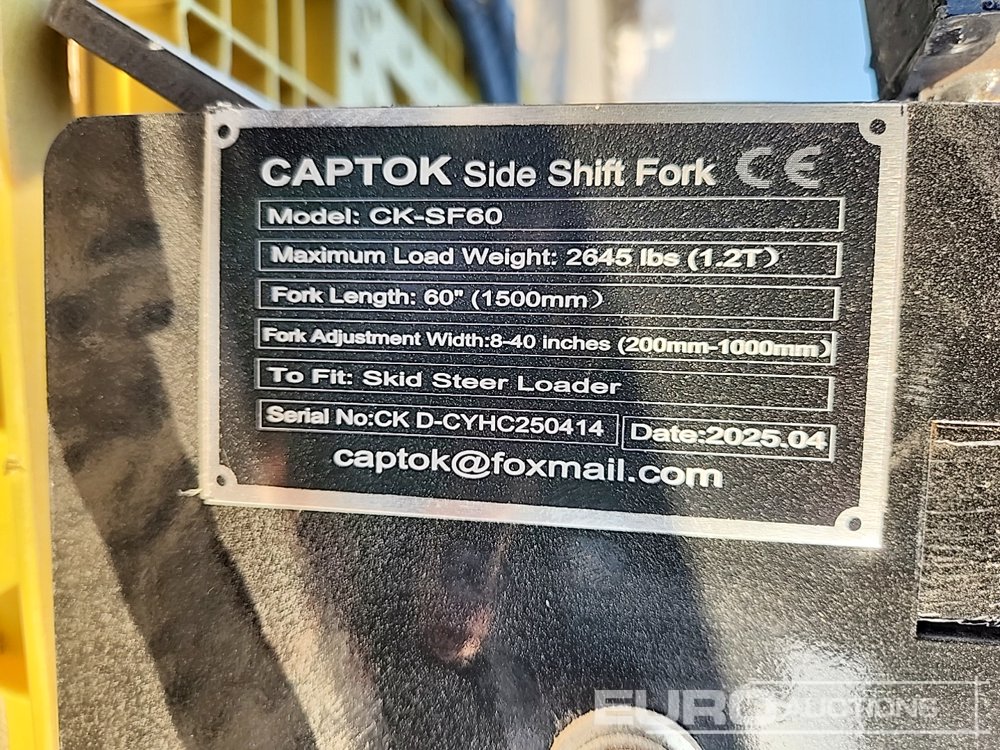 CAPTOK Side Shift Fork CE
Model: CK-SF60
Maximum Load Weight: 2645 lbs (1.2T)
Fork Length: 60" (1500mm)
Fork Adjustment Width:8-40 inches (200mm-1000mm)
To Fit: Skid Steer Loader
Serial No:CK D-CYHC250414 Date:2025.04
captok@foxmail.com
EURO AUCTIONS